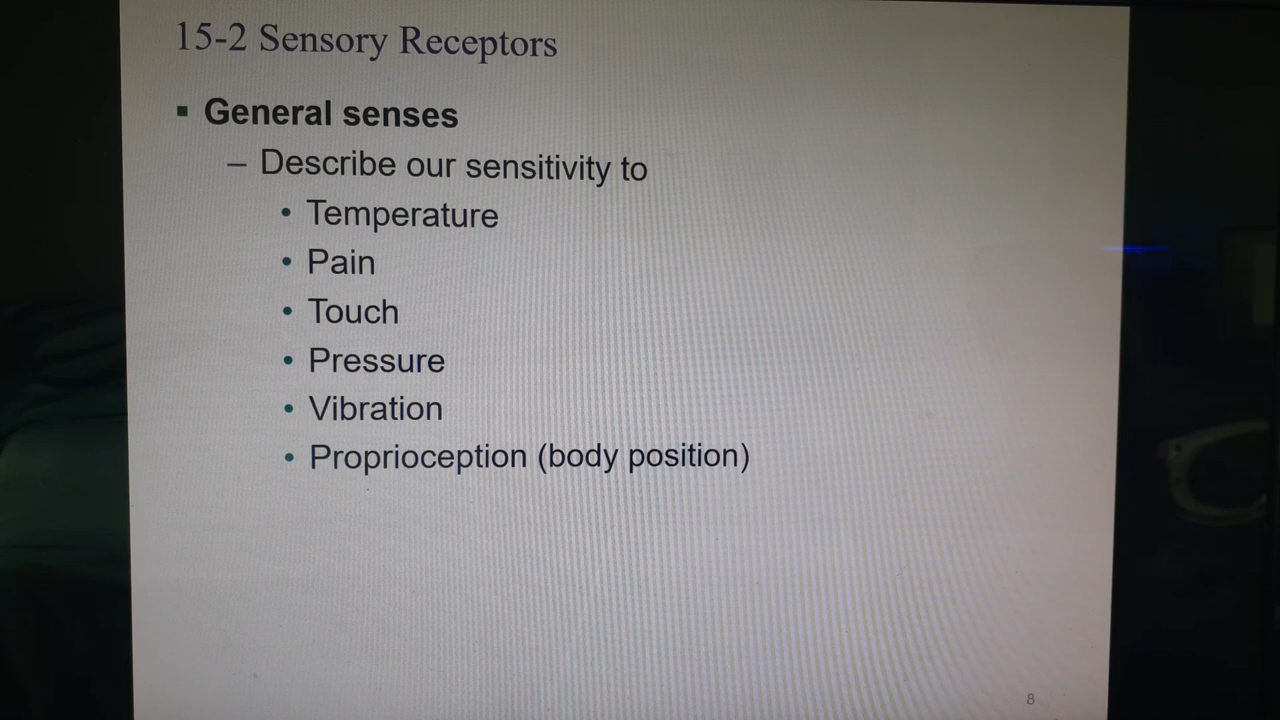 15-2 Sensory Receptors
▪ General senses
– Describe our sensitivity to
• Temperature
• Pain
• Touch
• Pressure
• Vibration
• Proprioception (body position)
8